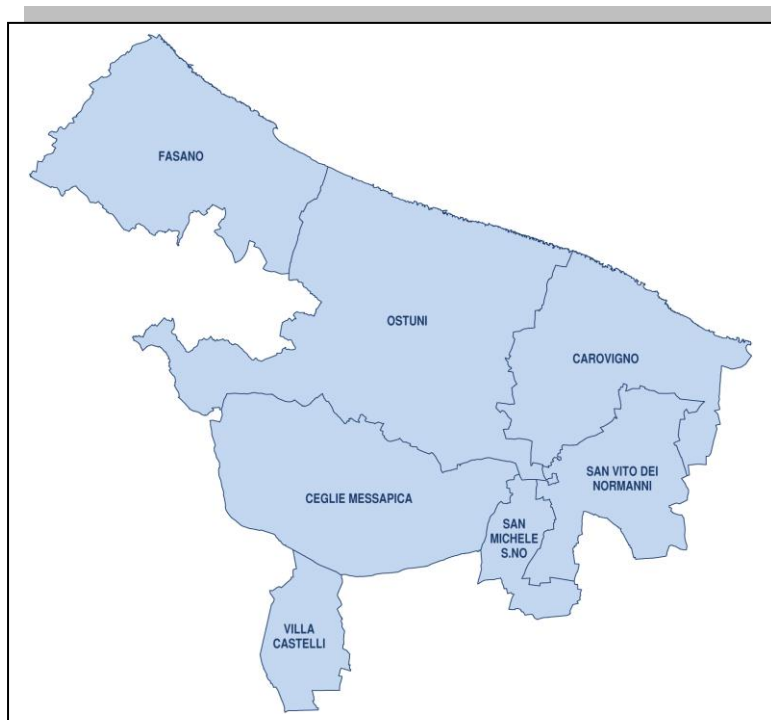 FASANO
OSTUNI
CAROVIGNO
SAN VITO DEI
NORMANNI
CEGLIE MESSAPICA
SAN
MICHELE
S.NO
VILLA
CASTELLI